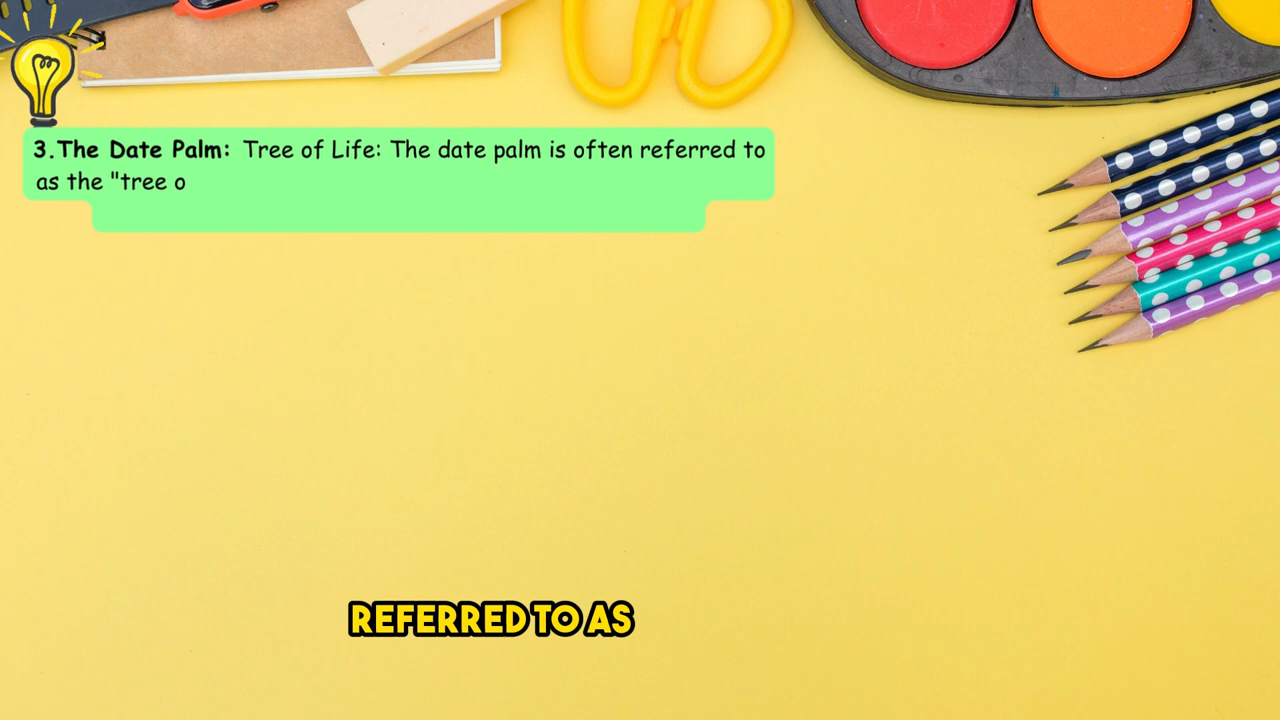 3.The Date Palm: Tree of Life: The date palm is often referred to
as the "tree o
REFERRED TO AS